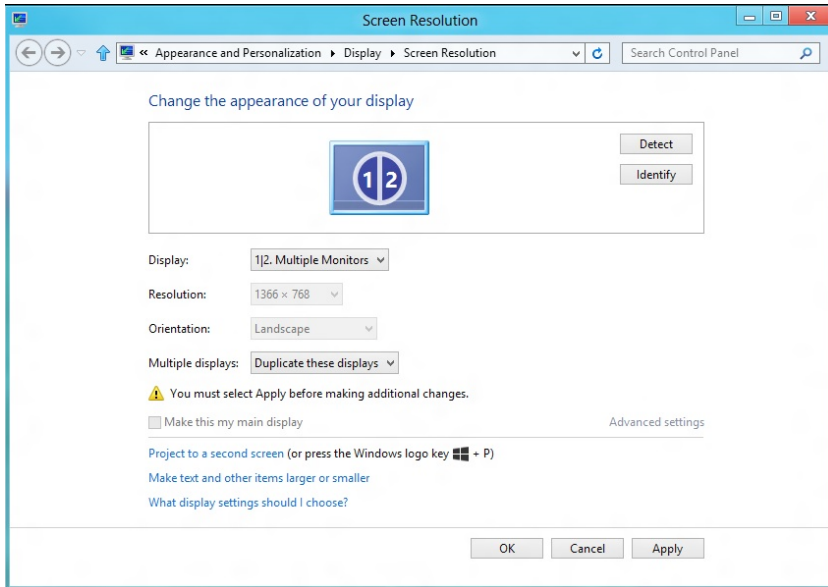 Screen Resolution
« Appearance and Personalization Display Screen Resolution
Search Control Panel
Change the appearance of your display
1 2
Detect
Identify
Display: 1|2. Multiple Monitors
Resolution: 1366 × 768
Orientation: Landscape
Multiple displays: Duplicate these displays
You must select Apply before making additional changes.
Make this my main display Advanced settings
Project to a second screen (or press the Windows logo key + P)
Make text and other items larger or smaller
What display settings should I choose?
OK Cancel Apply